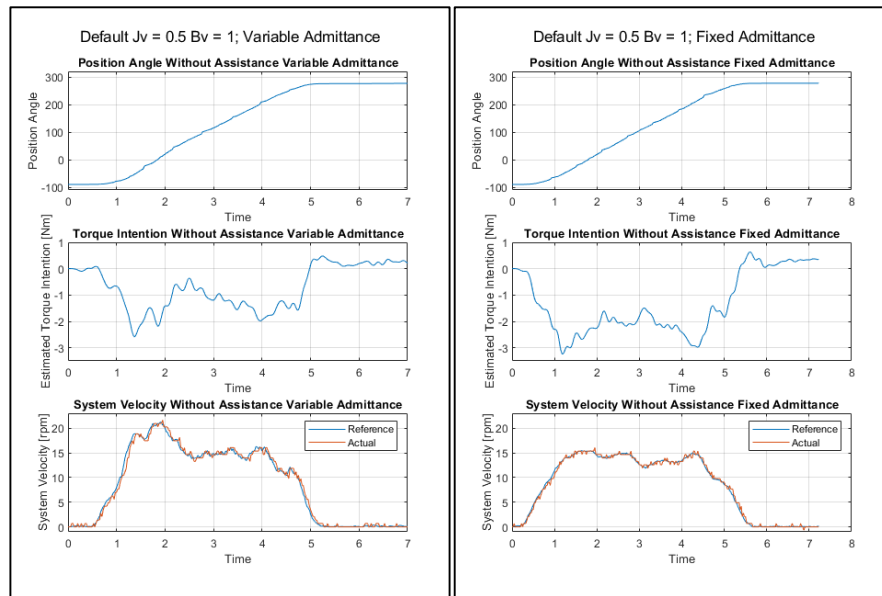 Default Jv = 0.5 Bv = 1; Variable Admittance
Position Angle Without Assistance Variable Admittance
Position Angle
300
200
100
0
-100
0 1 2 3 4 5 6 7
Time
Torque Intention Without Assistance Variable Admittance
Estimated Torque Intention [Nm]
1
0
-1
-2
-3
0 1 2 3 4 5 6 7
Time
System Velocity Without Assistance Variable Admittance
System Velocity [rpm]
20
15
10
5
0
Reference
Actual
0 1 2 3 4 5 6 7
Time
Default Jv = 0.5 Bv = 1; Fixed Admittance
Position Angle Without Assistance Fixed Admittance
Position Angle
300
200
100
0
-100
0 1 2 3 4 5 6 7 8
Time
Torque Intention Without Assistance Fixed Admittance
Estimated Torque Intention [Nm]
1
0
-1
-2
-3
0 1 2 3 4 5 6 7 8
Time
System Velocity Without Assistance Fixed Admittance
System Velocity [rpm]
20
15
10
5
0
Reference
Actual
0 1 2 3 4 5 6 7 8
Time